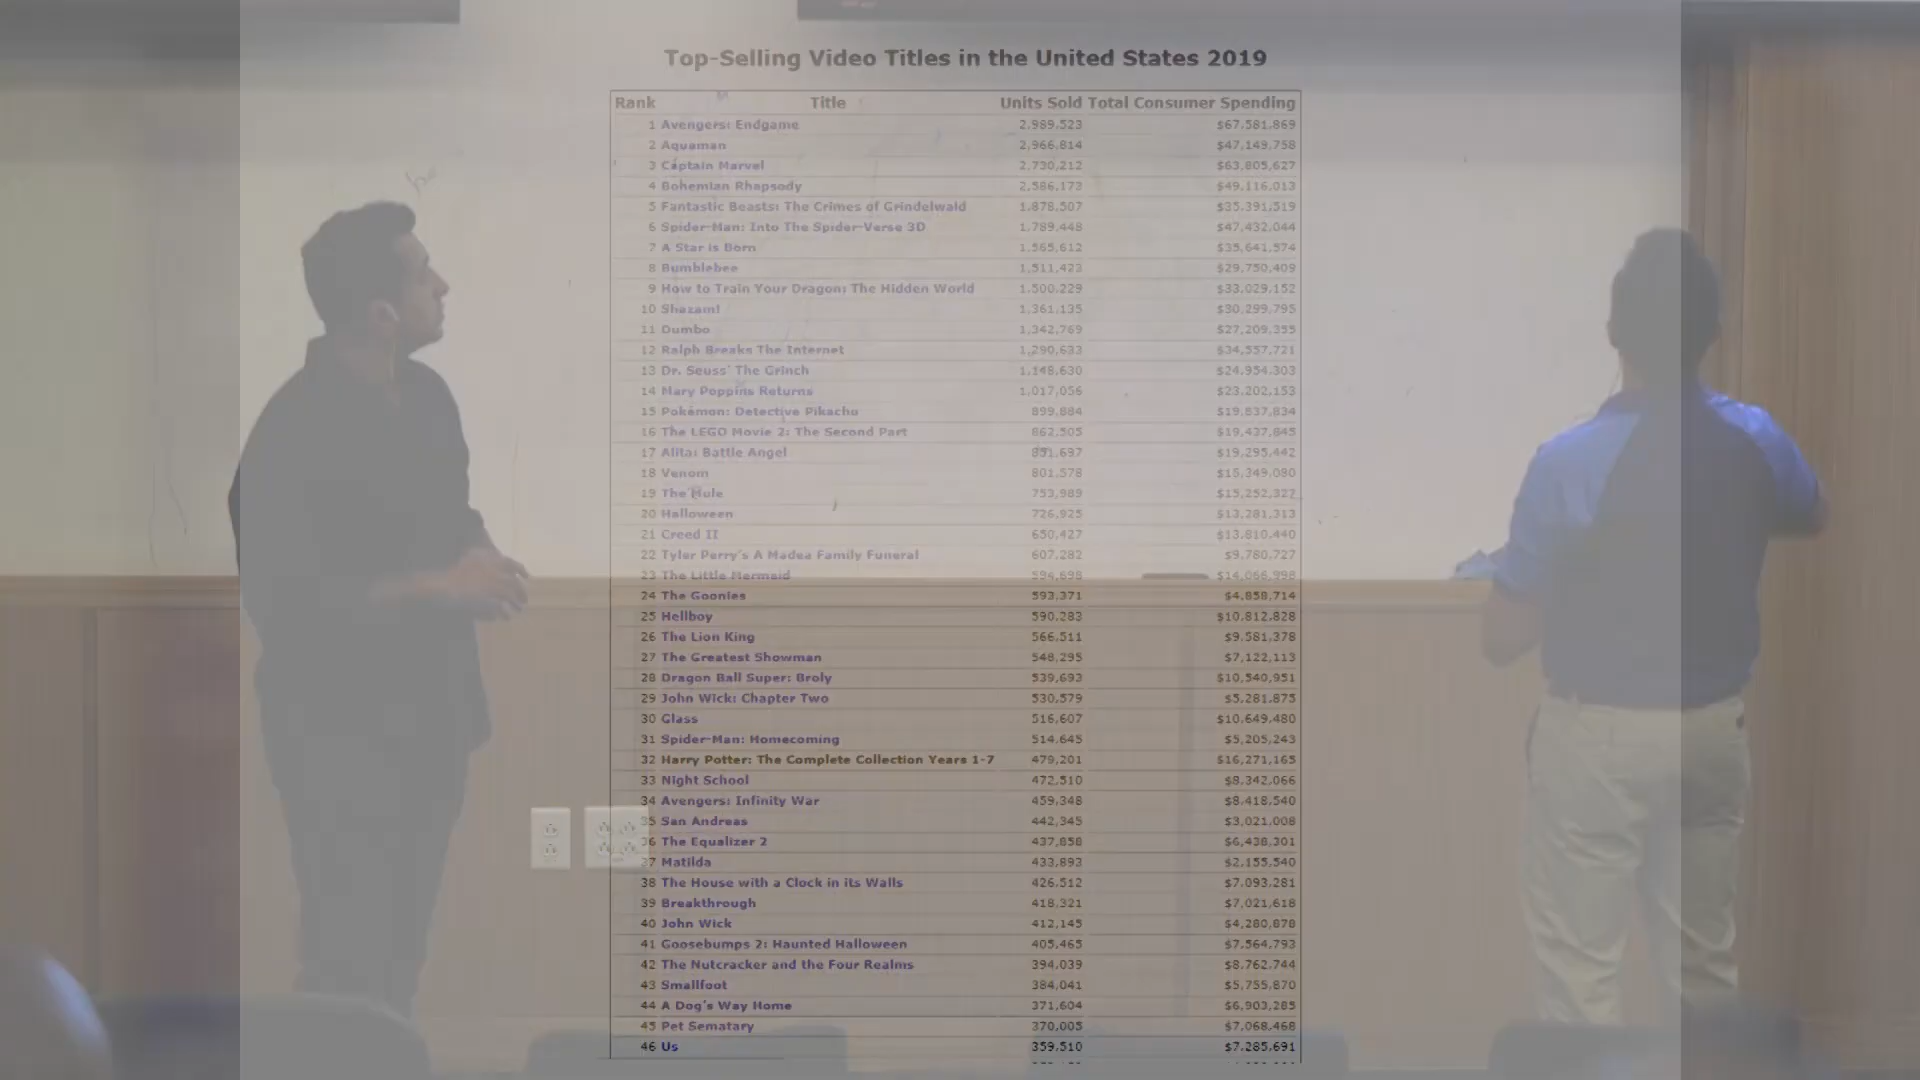 Top-Selling Video Titles in the United States 2019
Rank Title Units Sold Total Consumer Spending
1 Avengers: Endgame 2,989,523 $67,581,869
2 Aquaman 2,966,814 $47,149,758
3 Captain Marvel 2,730,212 $63,805,627
4 Bohemian Rhapsody 2,586,173 $49,116,013
5 Fantastic Beasts: The Crimes of Grindelwald 1,878,507 $35,391,519
6 Spider-Man: Into The Spider-Verse 3D 1,789,448 $47,432,044
7 A Star is Born 1,565,612 $35,641,574
8 Bumblebee 1,511,423 $29,750,409
9 How to Train Your Dragon: The Hidden World 1,500,229 $33,029,152
10 Shazam! 1,361,135 $30,299,795
11 Dumbo 1,342,769 $27,209,355
12 Ralph Breaks The Internet 1,290,633 $34,557,721
13 Dr. Seuss' The Grinch 1,148,630 $24,954,303
14 Mary Poppins Returns 1,017,056 $23,202,153
15 Pokémon: Detective Pikachu 899,884 $19,837,834
16 The LEGO Movie 2: The Second Part 862,505 $19,437,845
17 Alita: Battle Angel 851,697 $19,295,442
18 Venom 801,578 $15,349,080
19 The Mule 753,989 $15,252,327
20 Halloween 726,925 $13,281,313
21 Creed II 650,427 $13,810,440
22 Tyler Perry's A Madea Family Funeral 607,282 $9,780,727
23 The Little Mermaid 594,698 $14,066,998
24 The Goonies 593,371 $4,858,714
25 Hellboy 590,283 $10,812,828
26 The Lion King 566,511 $9,581,378
27 The Greatest Showman 548,295 $7,122,113
28 Dragon Ball Super: Broly 539,693 $10,540,951
29 John Wick: Chapter Two 530,579 $5,281,875
30 Glass 516,607 $10,649,480
31 Spider-Man: Homecoming 514,645 $5,205,243
32 Harry Potter: The Complete Collection Years 1-7 479,201 $16,271,165
33 Night School 472,510 $8,342,066
34 Avengers: Infinity War 459,348 $8,418,540
35 San Andreas 442,345 $3,021,008
36 The Equalizer 2 437,858 $6,438,301
37 Matilda 433,893 $2,155,540
38 The House with a Clock in its Walls 426,512 $7,093,281
39 Breakthrough 418,321 $7,021,618
40 John Wick 412,145 $4,280,878
41 Goosebumps 2: Haunted Halloween 405,465 $7,564,793
42 The Nutcracker and the Four Realms 394,039 $8,762,744
43 Smallfoot 384,041 $5,755,870
44 A Dog's Way Home 371,604 $6,903,285
45 Pet Sematary 370,005 $7,068,468
46 Us 359,510 $7,285,691